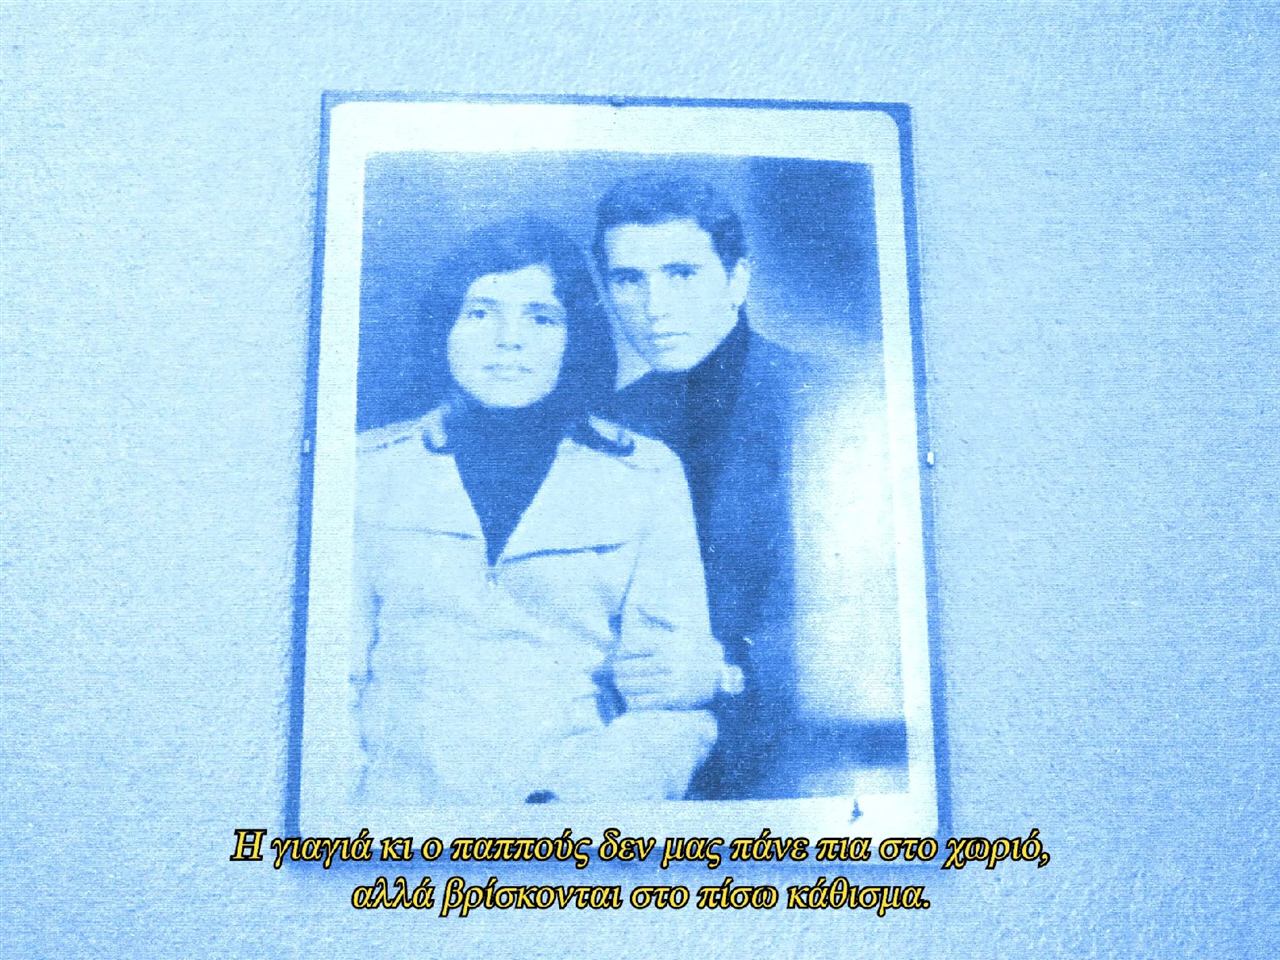 Η γιαγιά κι ο παππούς δεν μας πάνε πια στο χωριό,
αλλά βρίσκονται στο πίσω κάθισμα.